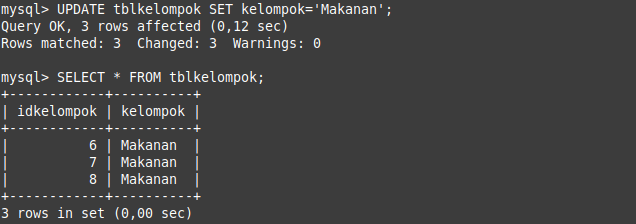 mysql> UPDATE tblkelompok SET kelompok='Makanan';
Query OK, 3 rows affected (0,12 sec)
Rows matched: 3  Changed: 3  Warnings: 0

mysql> SELECT * FROM tblkelompok;
+------------+----------+
| idkelompok | kelompok |
+------------+----------+
|          6 | Makanan  |
|          7 | Makanan  |
|          8 | Makanan  |
+------------+----------+
3 rows in set (0,00 sec)